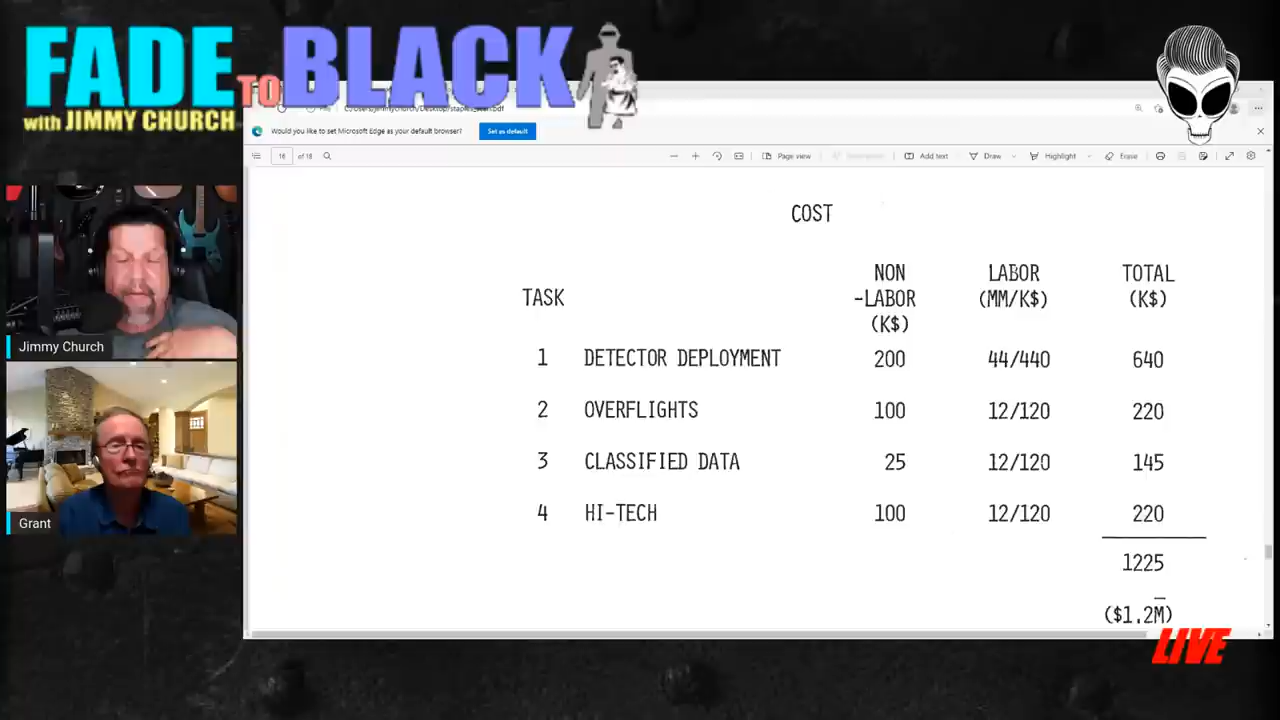 FADE TO BLACK
with JIMMY CHURCH
Would you like to set Microsoft Edge as your default browser?
Set as default
16 of 18
Page view
Add text
Draw
Highlight
Erase
COST
TASK
NON
-LABOR
(K$)
LABOR
(MM/K$)
TOTAL
(K$)
1 DETECTOR DEPLOYMENT 200 44/440 640
2 OVERFLIGHTS 100 12/120 220
3 CLASSIFIED DATA 25 12/120 145
4 HI-TECH 100 12/120 220
1225
($1.2M)
Jimmy Church
Grant
LIVE